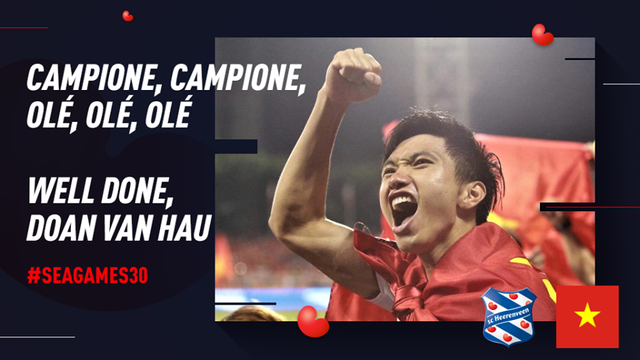 CAMPIONE, CAMPIONE,
OLÉ, OLÉ, OLÉ
WELL DONE,
DOAN VAN HAU
#SEAGAMES30
sc Heerenveen